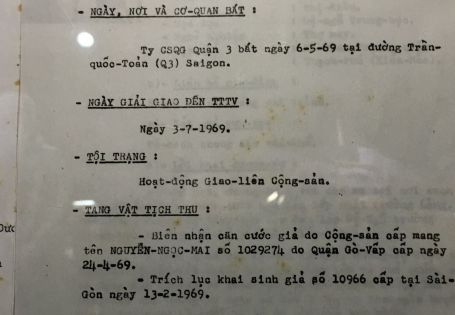 - NGÀY, NƠI VÀ CƠ-QUAN BẮT :
Ty CSQG Quận 3 bắt ngày 6-5-69 tại đường Trần-
quốc-Toản (Q3) Saigon.
- NGÀY GIẢI GIAO ĐẾN TTTV :
Ngày 3-7-1969.
- TỘI TRẠNG :
Hoạt-động Giao-liên Cộng-sản.
- TANG VẬT TỊCH THU :
- Biên nhận căn cước giả do Cộng-sản cấp mang
tên NGUYỄN-NGỌC-MAI số 1029274 do Quận Gò-Vấp cấp ngày
24-4-69.
- Trích lục khai sinh giả số 10966 cấp tại Sài-
Gòn ngày 13-2-1969.